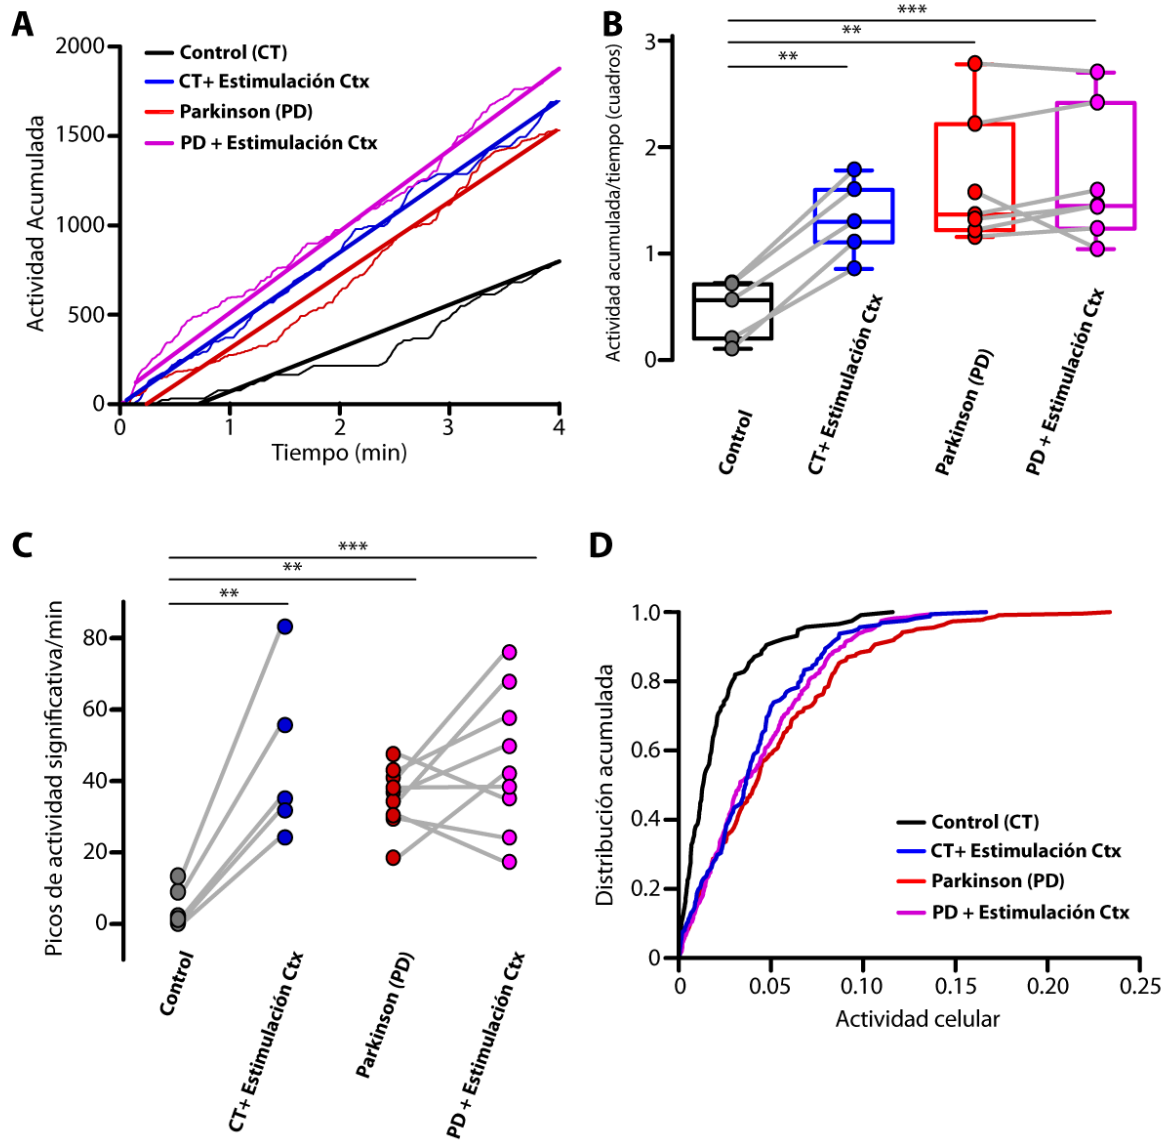 A
Actividad Acumulada
2000
1500
1000
500
0
0
1
2
3
4
Tiempo (min)
Control (CT)
CT+ Estimulación Ctx
Parkinson (PD)
PD + Estimulación Ctx
B
Actividad acumulada/tiempo (cuadros)
3
2
1
0
***
**
**
Control
CT+ Estimulación Ctx
Parkinson (PD)
PD + Estimulación Ctx
C
Picos de actividad significativa/min
80
60
40
20
0
***
**
**
Control
CT+ Estimulación Ctx
Parkinson (PD)
PD + Estimulación Ctx
D
Distribución acumulada
1.0
0.8
0.6
0.4
0.2
0
0
0.05
0.10
0.15
0.20
0.25
Actividad celular
Control (CT)
CT+ Estimulación Ctx
Parkinson (PD)
PD + Estimulación Ctx